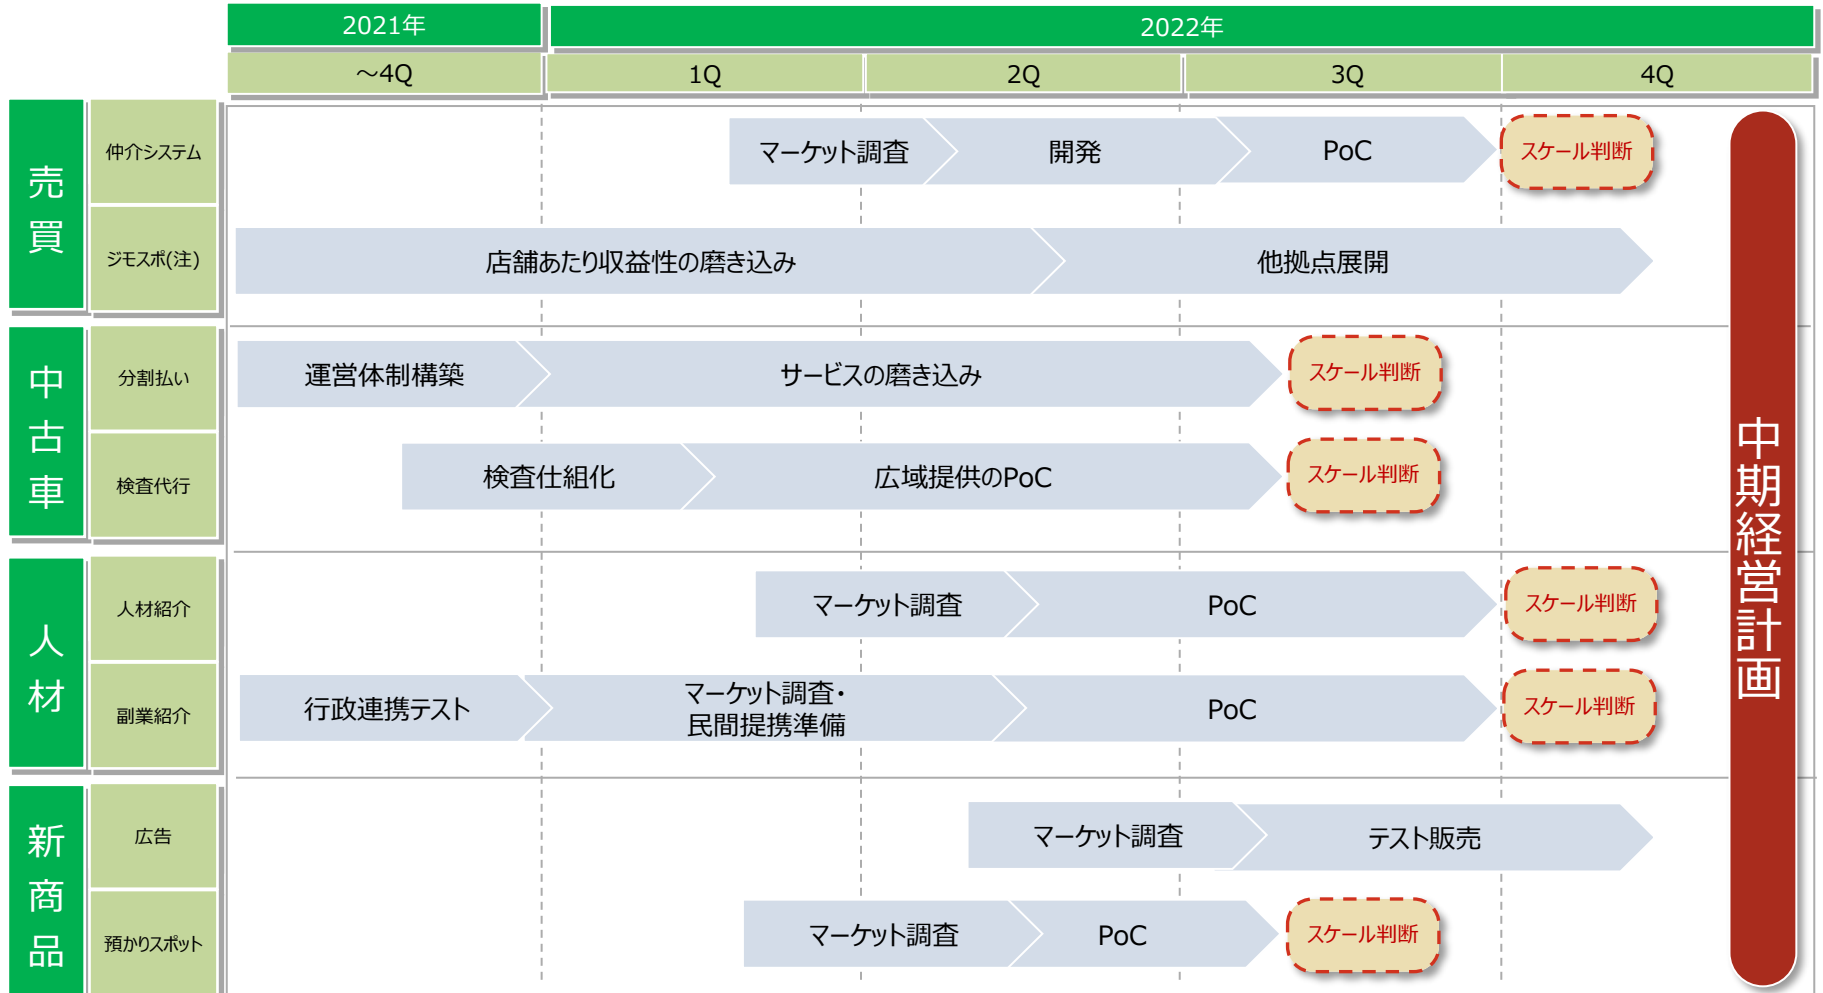 2021年
2022年
～4Q
1Q
2Q
3Q
4Q
売買
仲介システム
マーケット調査
開発
PoC
スケール判断
ジモスポ(注)
店舗あたり収益性の磨き込み
他拠点展開
中古車
分割払い
運営体制構築
サービスの磨き込み
スケール判断
検査代行
検査仕組化
広域提供のPoC
スケール判断
人材
人材紹介
マーケット調査
PoC
スケール判断
副業紹介
行政連携テスト
マーケット調査・
民間提携準備
PoC
スケール判断
新商品
広告
マーケット調査
テスト販売
預かりスポット
マーケット調査
PoC
スケール判断
中期経営計画